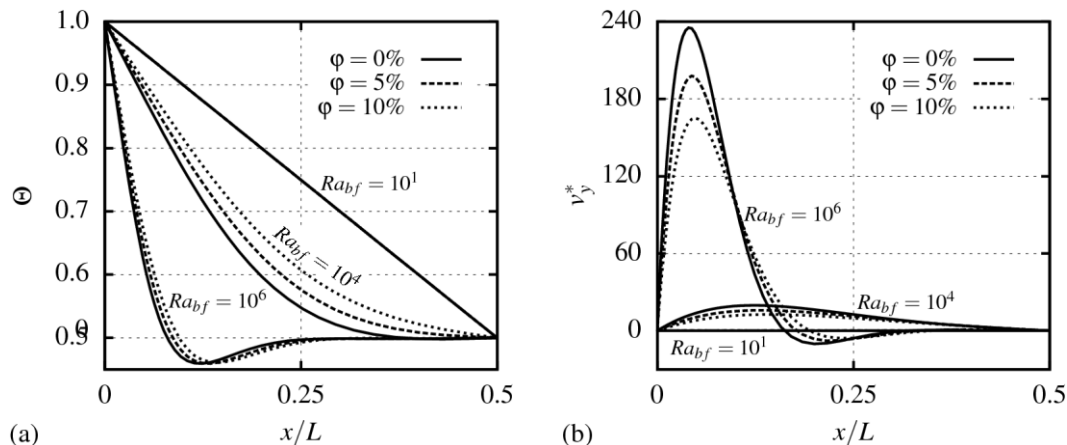 1.0
0.9
0.8
0.7
0.6
0.5
0
Θ
φ = 0%
φ = 5%
φ = 10%
Ra_bf = 10^1
Ra_bf = 10^4
Ra_bf = 10^6
0 0.25 0.5
(a) x/L
240
180
120
60
0
v_y^*
φ = 0%
φ = 5%
φ = 10%
Ra_bf = 10^6
Ra_bf = 10^4
Ra_bf = 10^1
0 0.25 0.5
(b) x/L